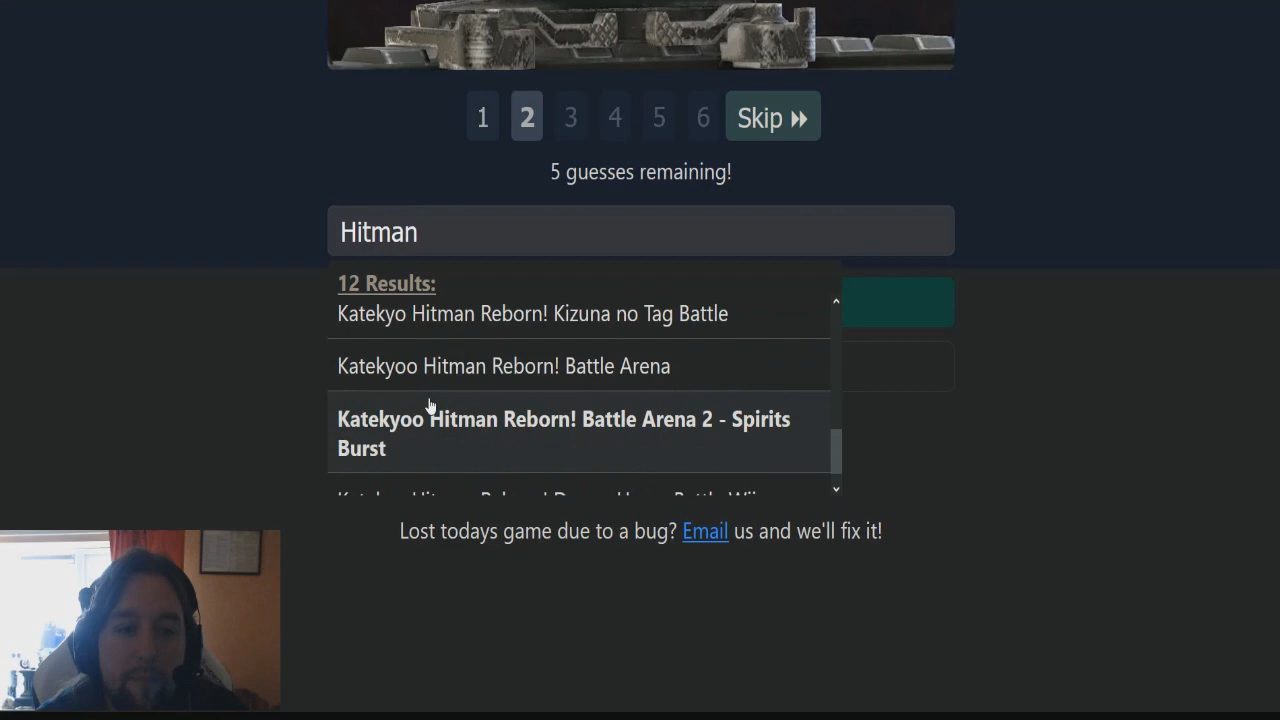 1 2 3 4 5 6 Skip
5 guesses remaining!
Hitman
12 Results:
Katekyo Hitman Reborn! Kizuna no Tag Battle
Katekyoo Hitman Reborn! Battle Arena
Katekyoo Hitman Reborn! Battle Arena 2 - Spirits
Burst
Lost todays game due to a bug? Email us and we'll fix it!